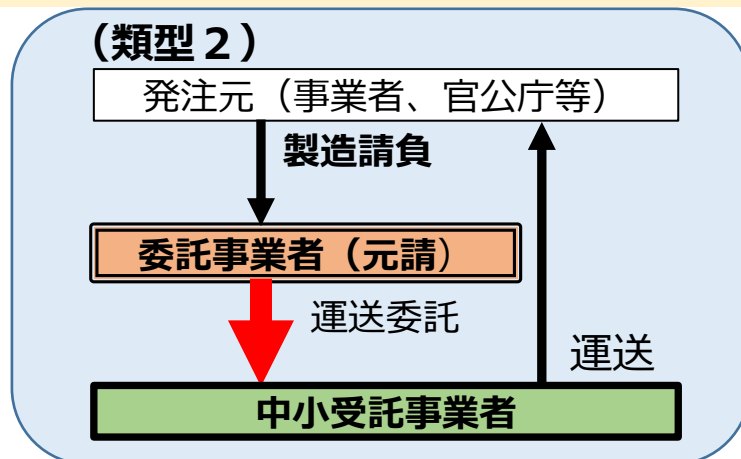 （類型２）
発注元（事業者、官公庁等）
製造請負
委託事業者（元請）
運送委託
運送
中小受託事業者